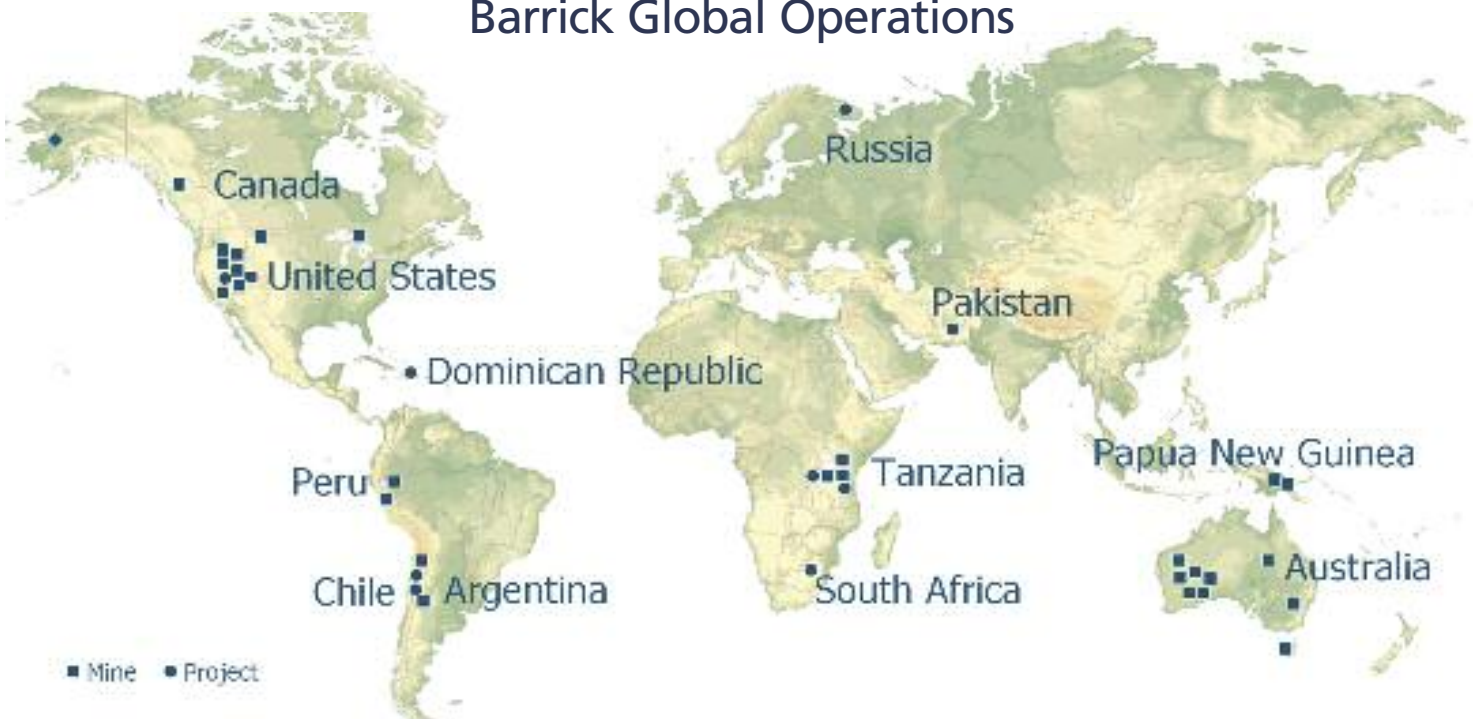 Barrick Global Operations
Russia
Canada
United States
Pakistan
Dominican Republic
Papua New Guinea
Peru
Tanzania
Australia
Chile
Argentina
South Africa
Mine
Project